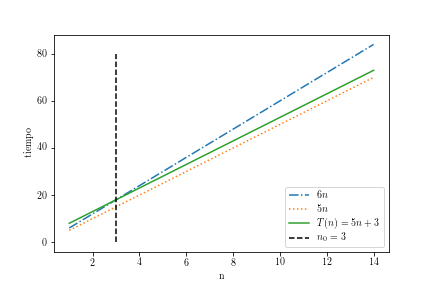 80
60
40
20
0
tiempo
2 4 6 8 10 12 14
n
6n
5n
T(n) = 5n + 3
n₀ = 3